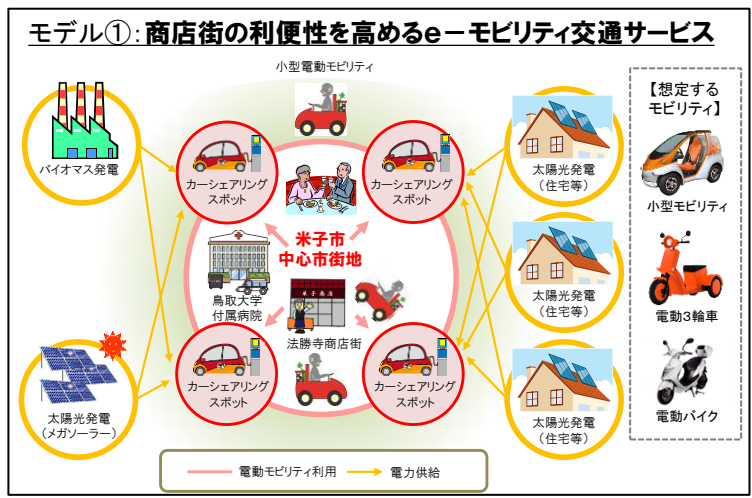 モデル①:商店街の利便性を高めるe－モビリティ交通サービス
小型電動モビリティ
バイオマス発電
カーシェアリング
スポット
カーシェアリング
スポット
太陽光発電
(住宅等)
【想定する
モビリティ】
小型モビリティ
米子市
中心市街地
鳥取大学
付属病院
米子商店
法勝寺商店街
太陽光発電
(住宅等)
電動3輪車
カーシェアリング
スポット
カーシェアリング
スポット
太陽光発電
(メガソーラー)
太陽光発電
(住宅等)
電動バイク
電動モビリティ利用
電力供給